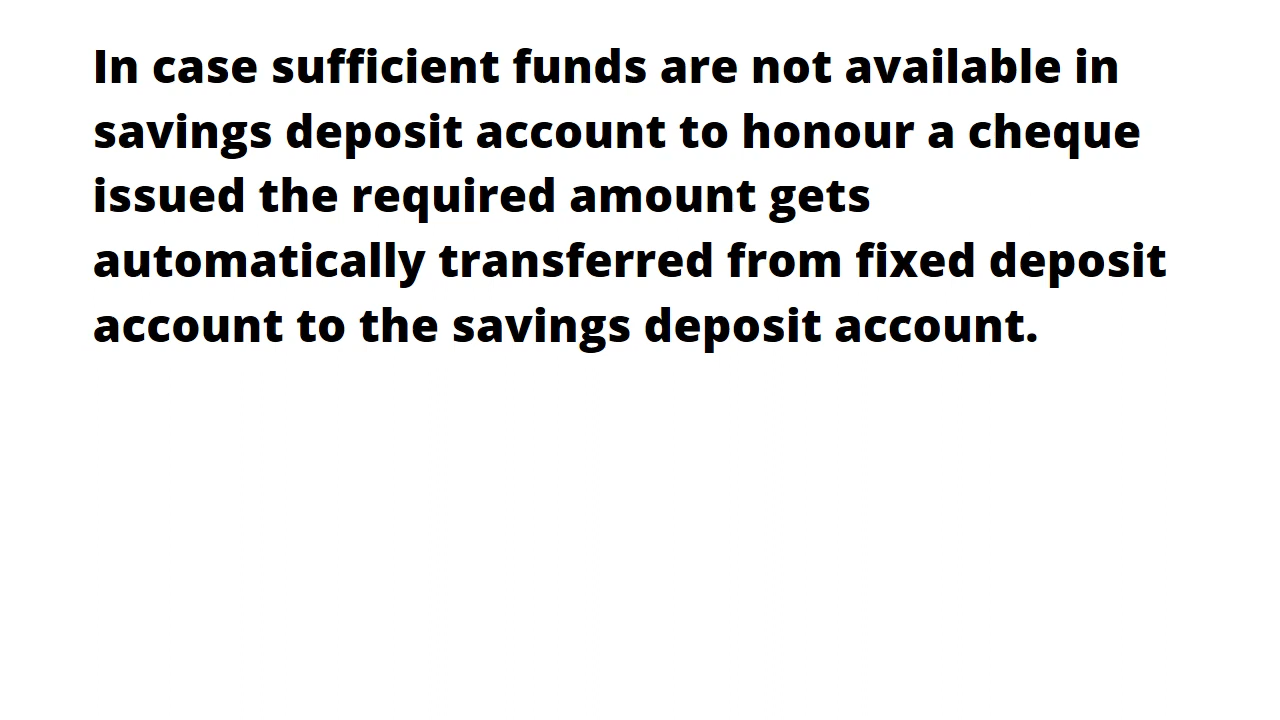 In case sufficient funds are not available in
savings deposit account to honour a cheque
issued the required amount gets
automatically transferred from fixed deposit
account to the savings deposit account.